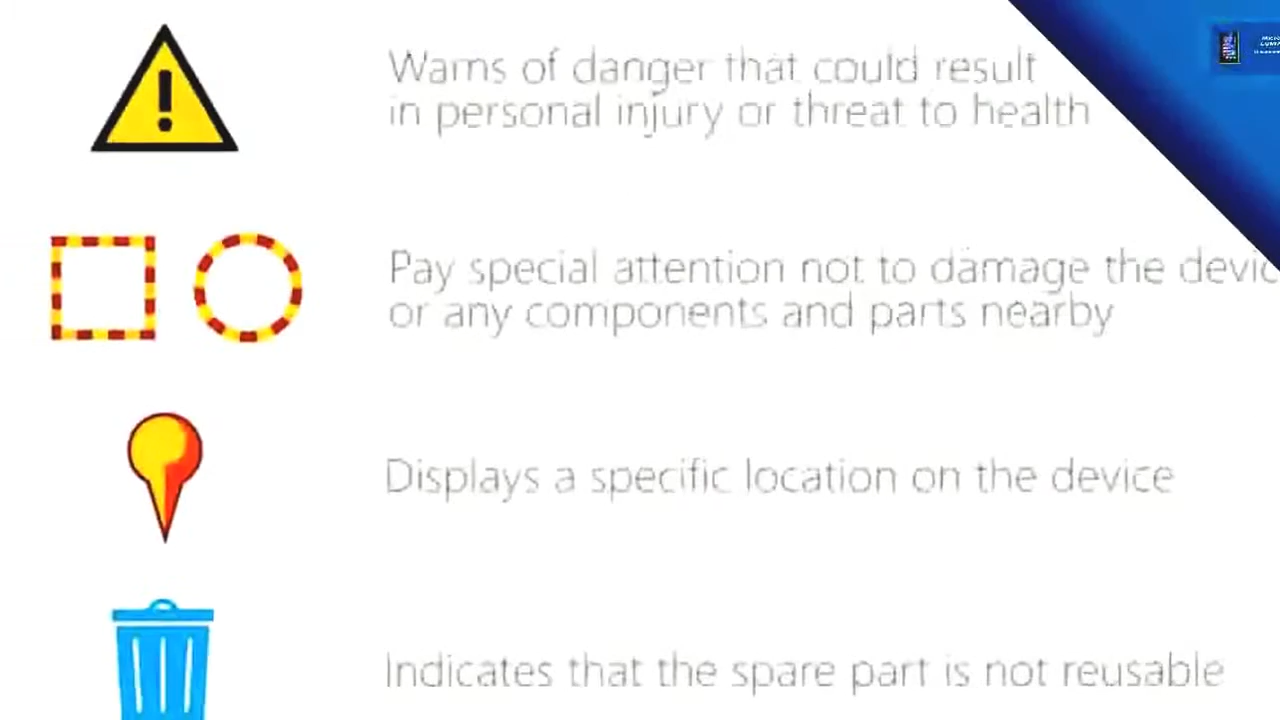 Warns of danger that could result
in personal injury or threat to health
Pay special attention not to damage the devic
or any components and parts nearby
Displays a specific location on the device
Indicates that the spare part is not reusable